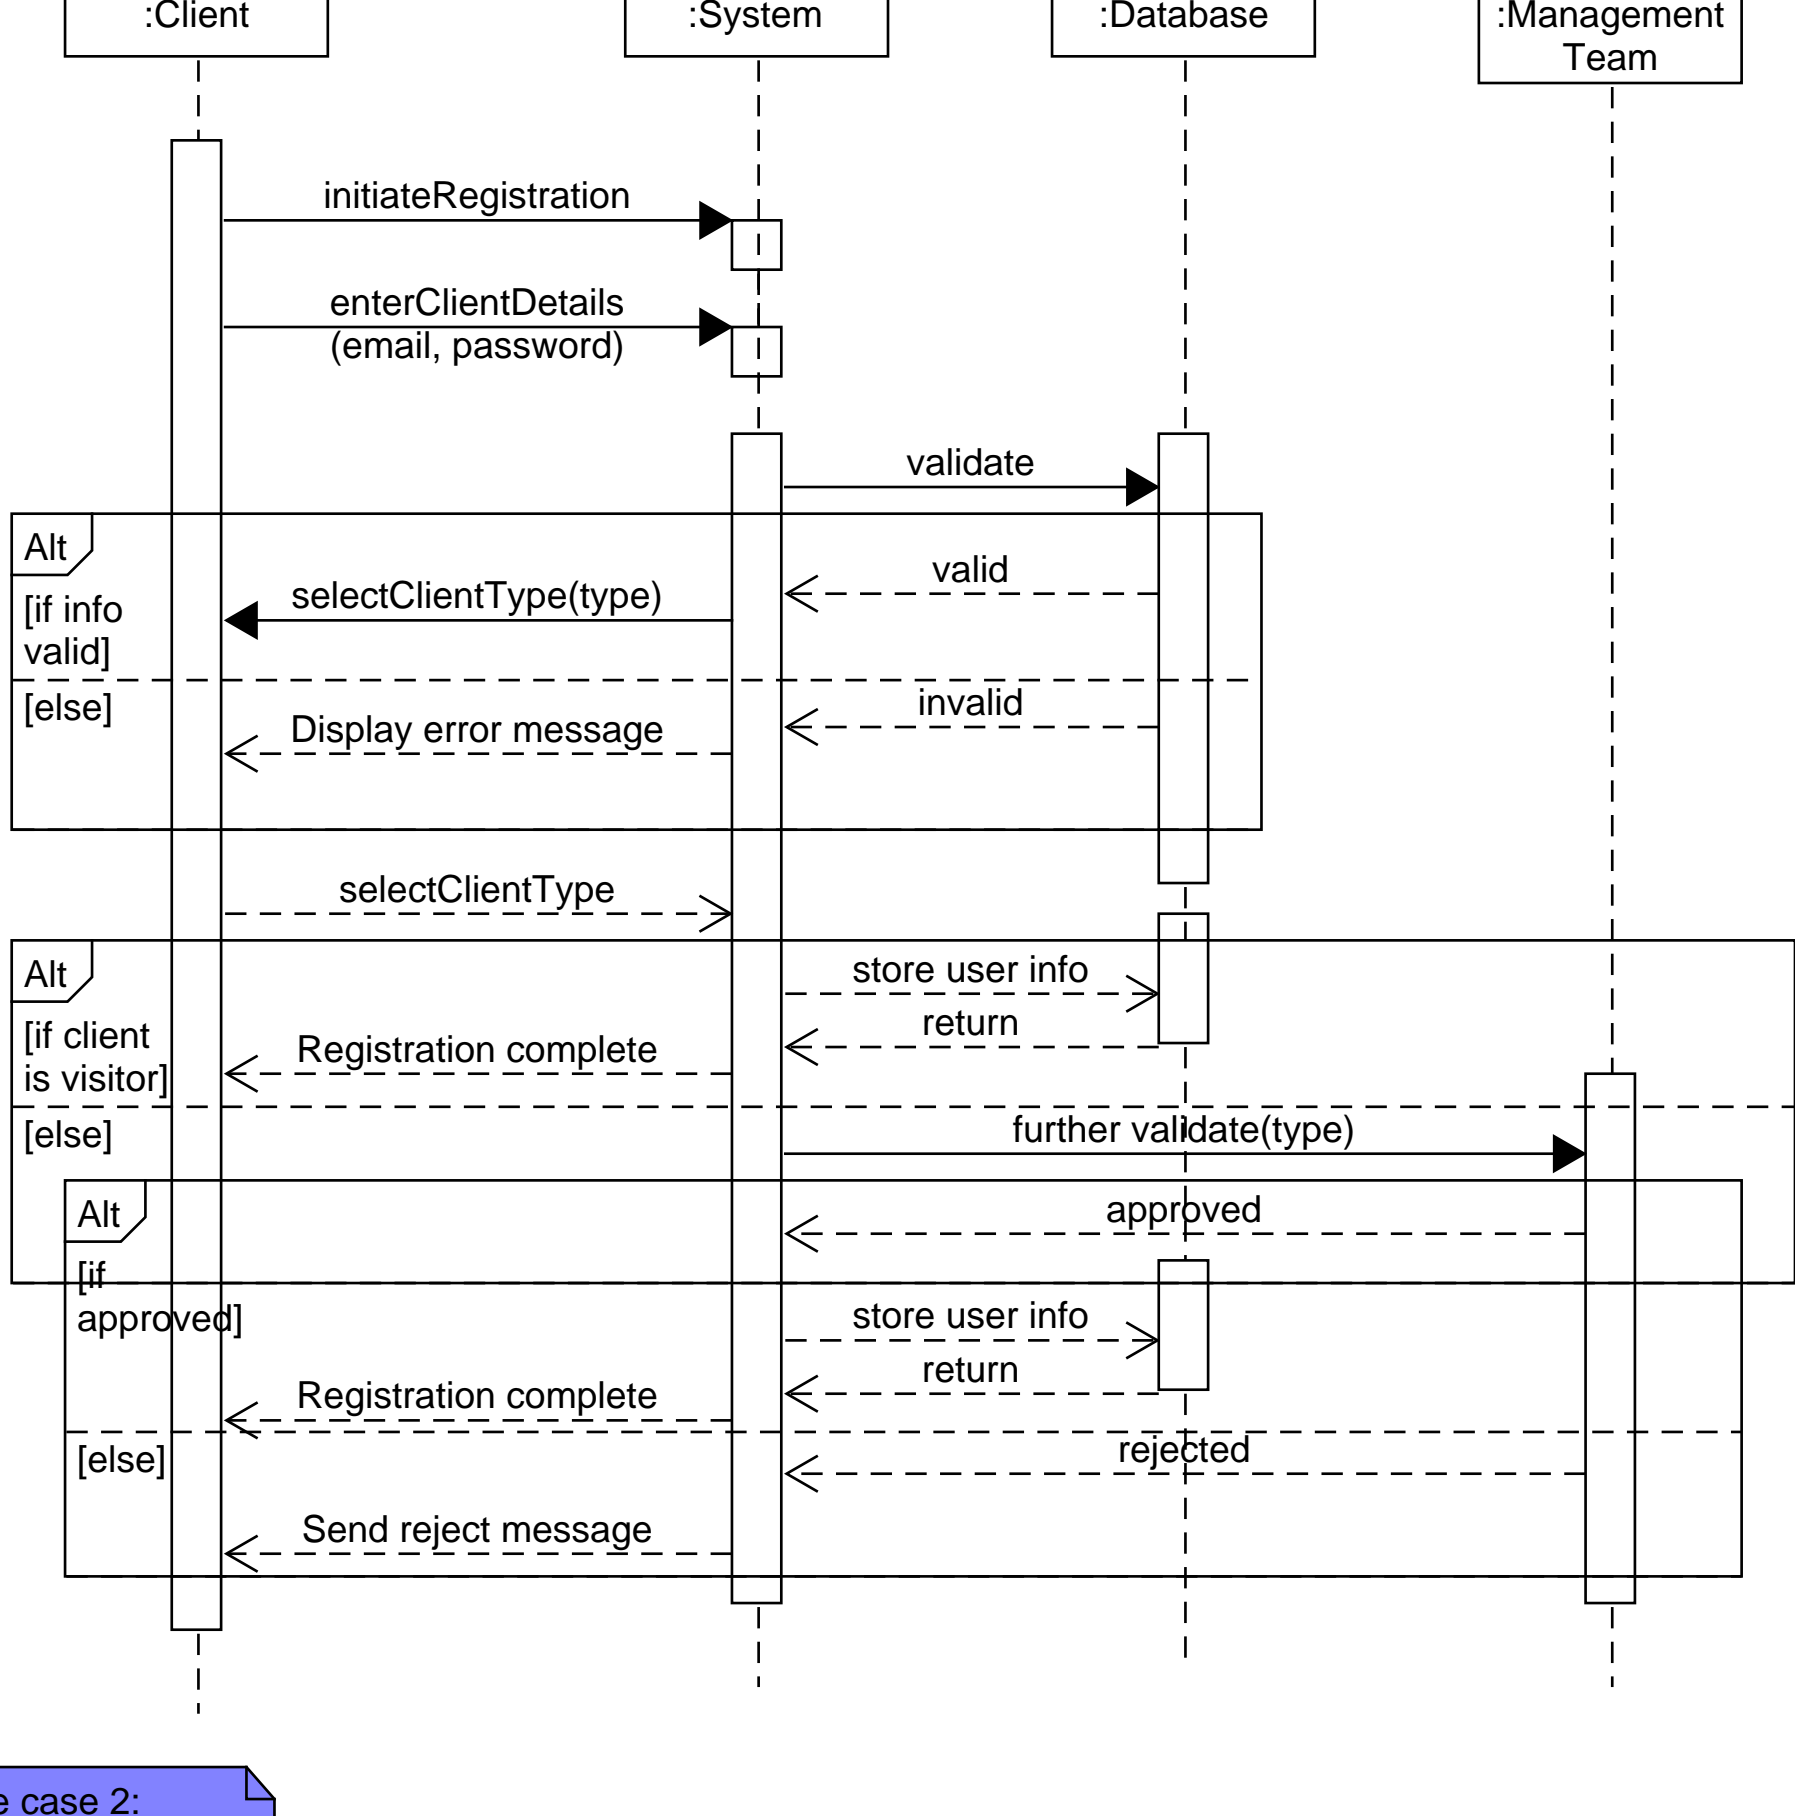 :Client
:System
:Database
:Management
Team
initiateRegistration
enterClientDetails
(email, password)
validate
Alt
valid
selectClientType(type)
[if info
valid]
invalid
[else]
Display error message
selectClientType
Alt
store user info
return
[if client
is visitor]
Registration complete
further validate(type)
[else]
Alt
approved
[if
approved]
store user info
return
Registration complete
rejected
[else]
Send reject message
case 2: